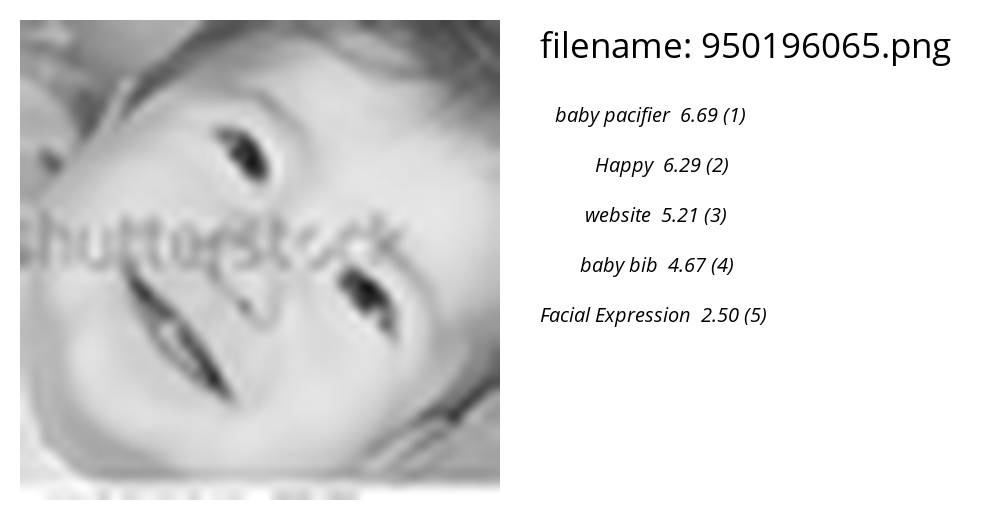 shutterstock
filename: 950196065.png
baby pacifier 6.69 (1)
Happy 6.29 (2)
website 5.21 (3)
baby bib 4.67 (4)
Facial Expression 2.50 (5)